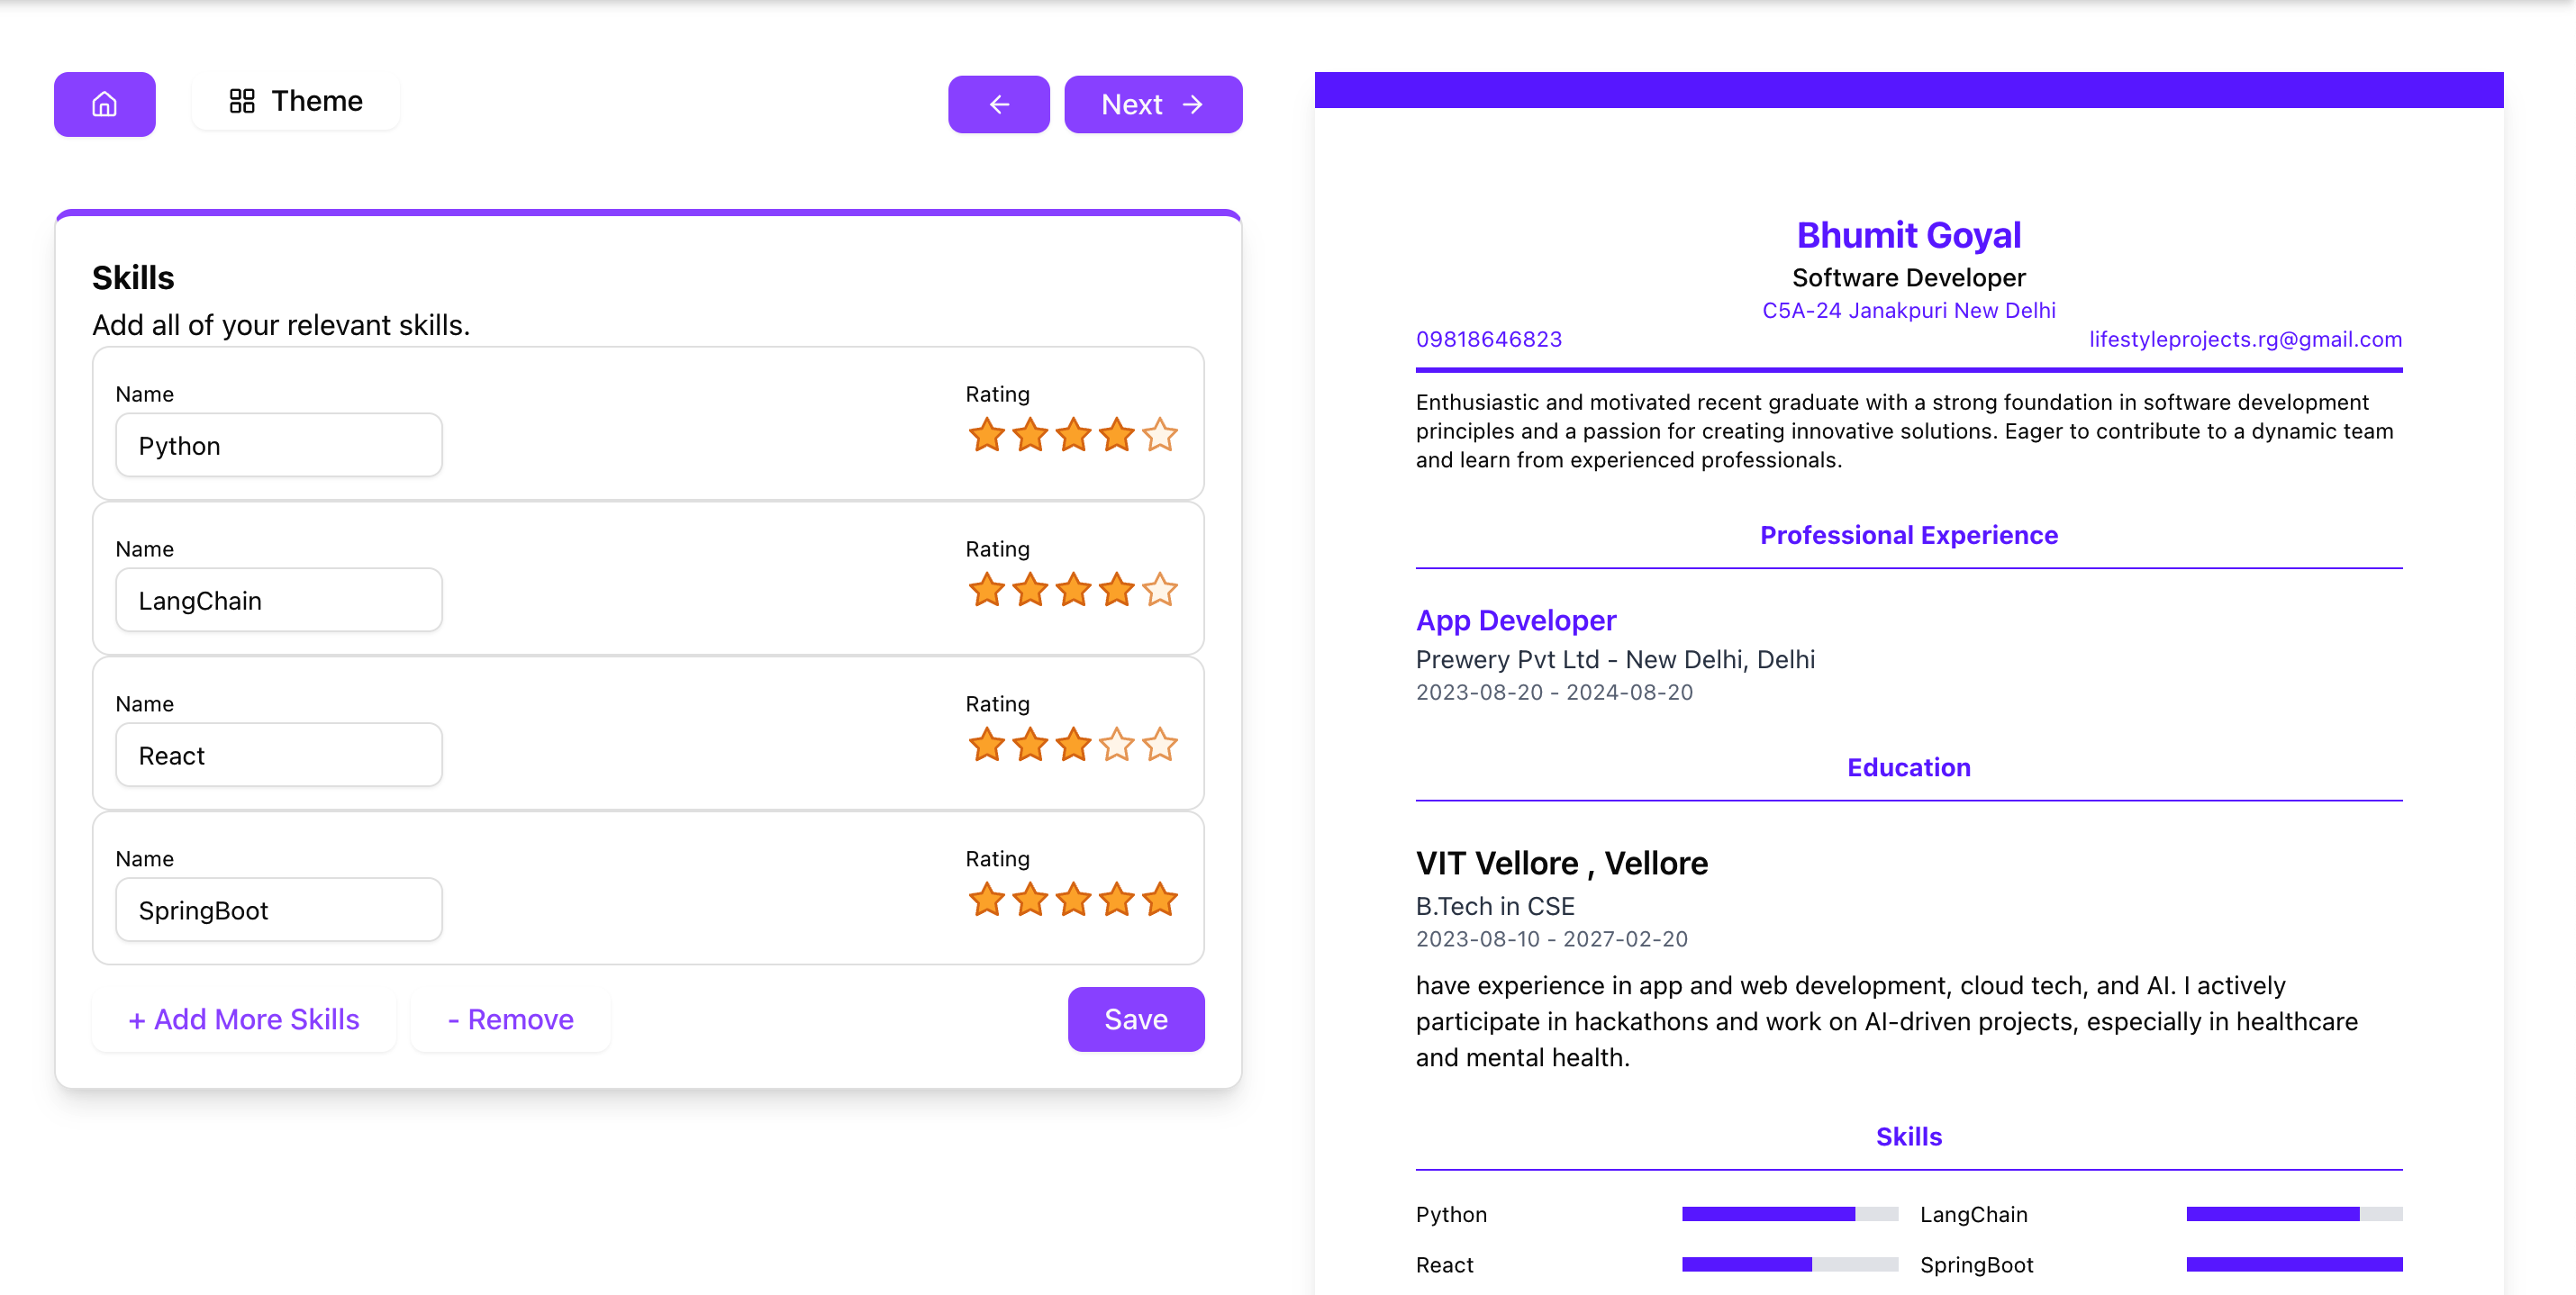 Theme
Next
Skills
Add all of your relevant skills.
Name
Rating
Python
Name
Rating
LangChain
Name
Rating
React
Name
Rating
SpringBoot
+ Add More Skills
- Remove
Save
Bhumit Goyal
Software Developer
C5A-24 Janakpuri New Delhi
09818646823
lifestyleprojects.rg@gmail.com
Enthusiastic and motivated recent graduate with a strong foundation in software development
principles and a passion for creating innovative solutions. Eager to contribute to a dynamic team
and learn from experienced professionals.
Professional Experience
App Developer
Prewery Pvt Ltd - New Delhi, Delhi
2023-08-20 - 2024-08-20
Education
VIT Vellore , Vellore
B.Tech in CSE
2023-08-10 - 2027-02-20
have experience in app and web development, cloud tech, and AI. I actively
participate in hackathons and work on AI-driven projects, especially in healthcare
and mental health.
Skills
Python
LangChain
React
SpringBoot